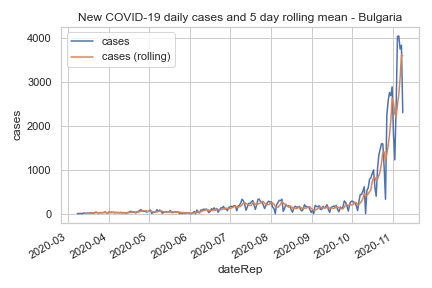 New COVID-19 daily cases and 5 day rolling mean - Bulgaria
cases
cases (rolling)
4000
3000
2000
1000
0
cases
2020-03
2020-04
2020-05
2020-06
2020-07
2020-08
2020-09
2020-10
2020-11
dateRep